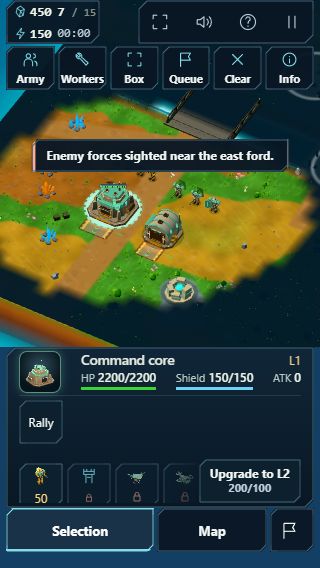 450 7 / 15
150 00:00
Army Workers Box Queue Clear Info
Enemy forces sighted near the east ford.
Command core L1
HP 2200/2200 Shield 150/150 ATK 0
Rally
50
Upgrade to L2
200/100
Selection Map